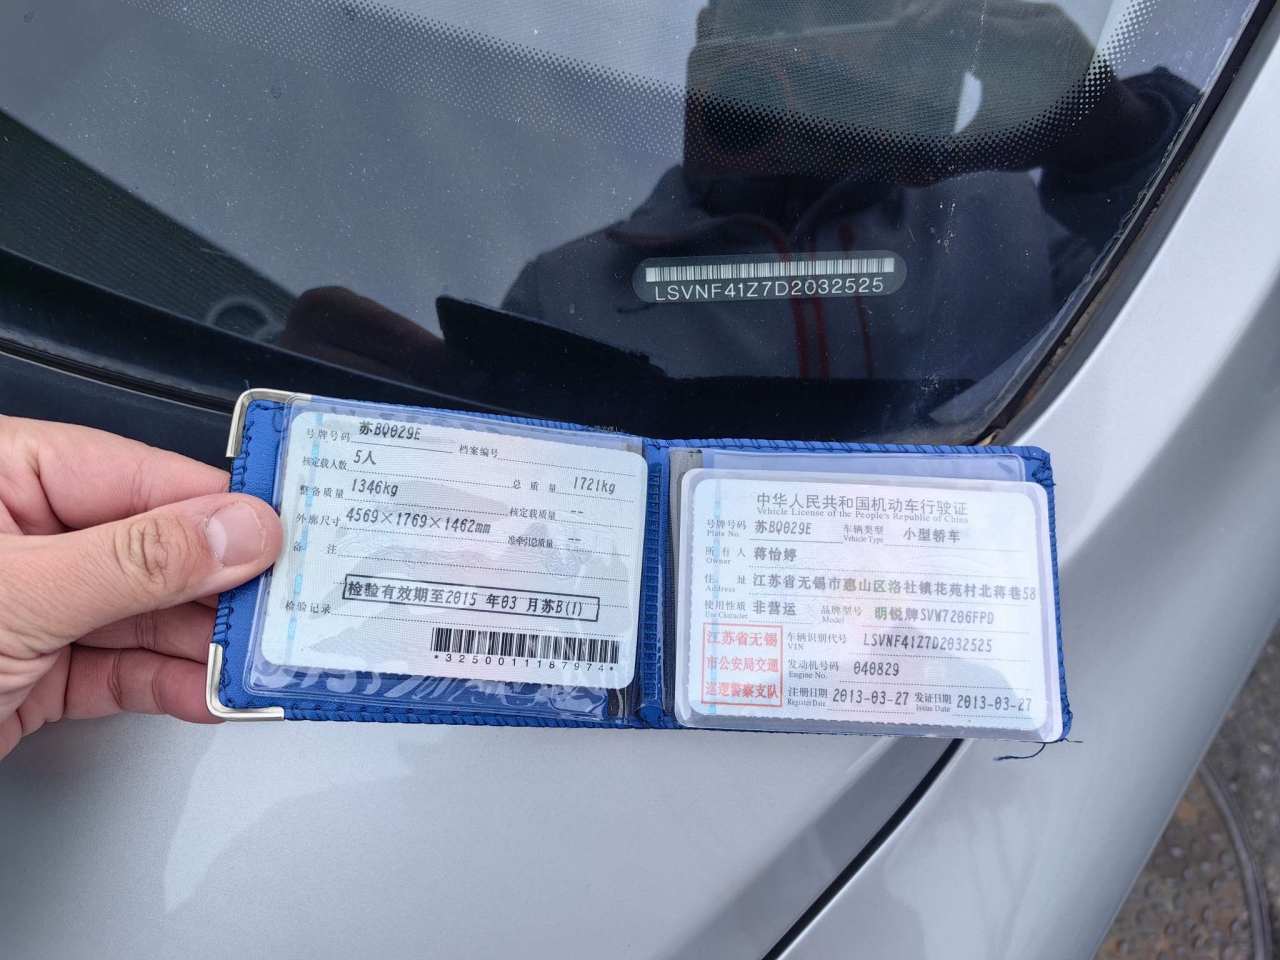 LSVNF41Z7D2032525
号牌号码 苏BQ029E 档案编号
核定载人数 5人 总质量 1721kg
整备质量 1346kg 核定载质量 --
外廓尺寸 4569×1769×1462mm 准牵引总质量 --
备注
检验有效期至2015 年03 月苏B(1)
检验记录
*3250011167974*
中华人民共和国机动车行驶证
Vehicle License of the People's Republic of China
号牌号码 苏BQ029E 车辆类型 小型轿车
Plate No. Vehicle Type
所有人 蒋怡婷
Owner
住址 江苏省无锡市惠山区洛社镇花苑村北蒋巷58
Address
使用性质 非营运 品牌型号 明锐牌SVW7206FPD
Use Character Model
江苏省无锡
市公安局交通
巡逻警察支队
车辆识别代号 LSVNF41Z7D2032525
VIN
发动机号码 040829
Engine No.
注册日期 2013-03-27 发证日期 2013-03-27
Register Date Issue Date